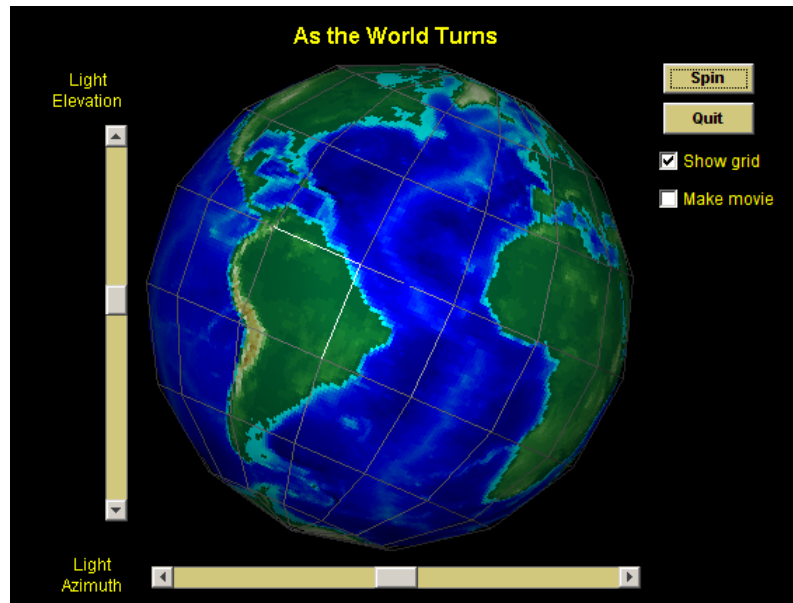 As the World Turns
Light
Elevation
Spin
Quit
Show grid
Make movie
Light
Azimuth